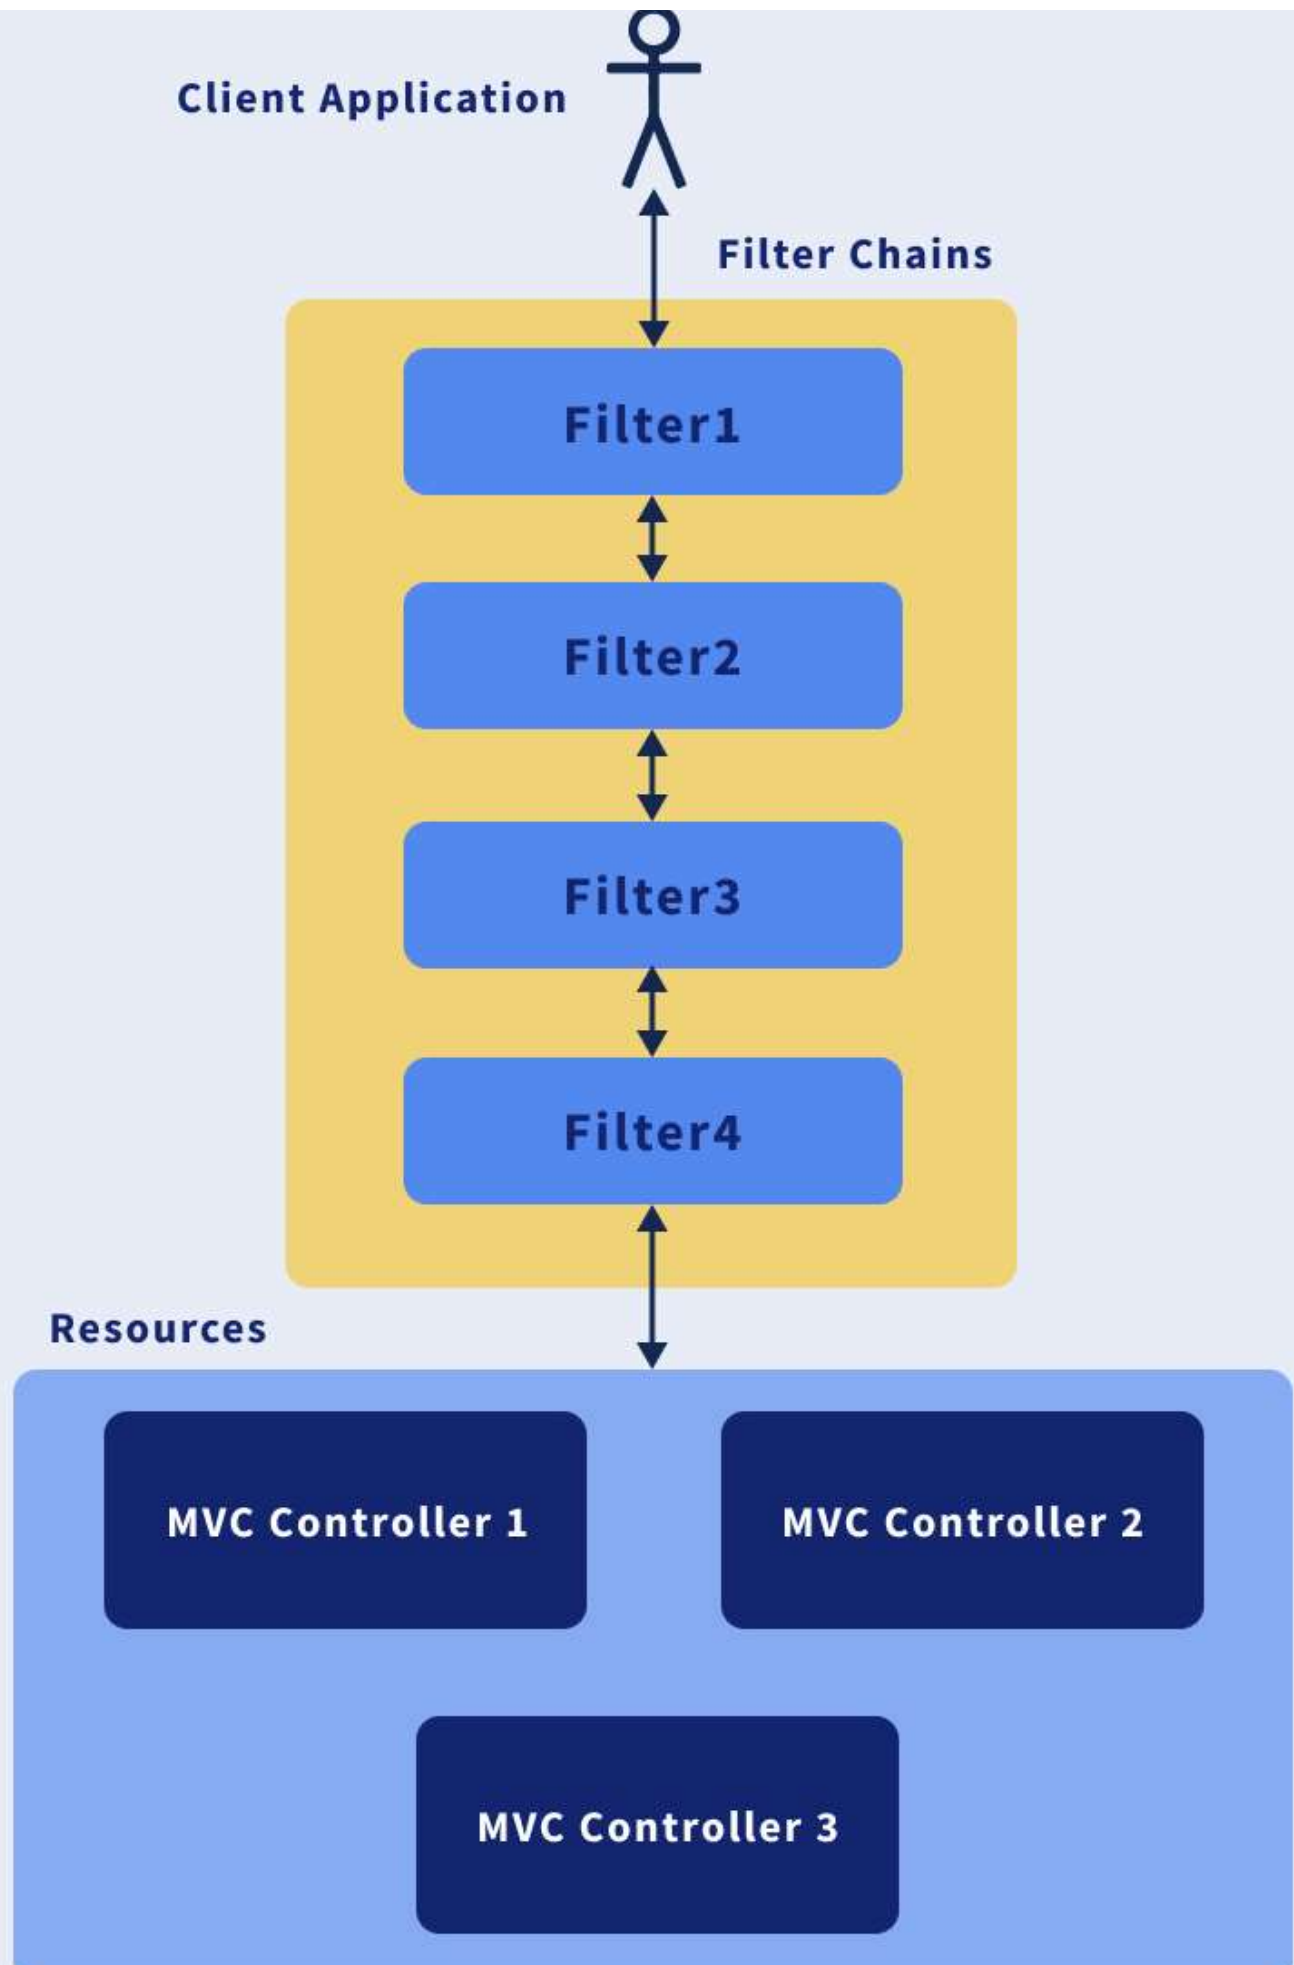 Client Application
Filter Chains
Filter1
Filter2
Filter3
Filter4
Resources
MVC Controller 1
MVC Controller 2
MVC Controller 3